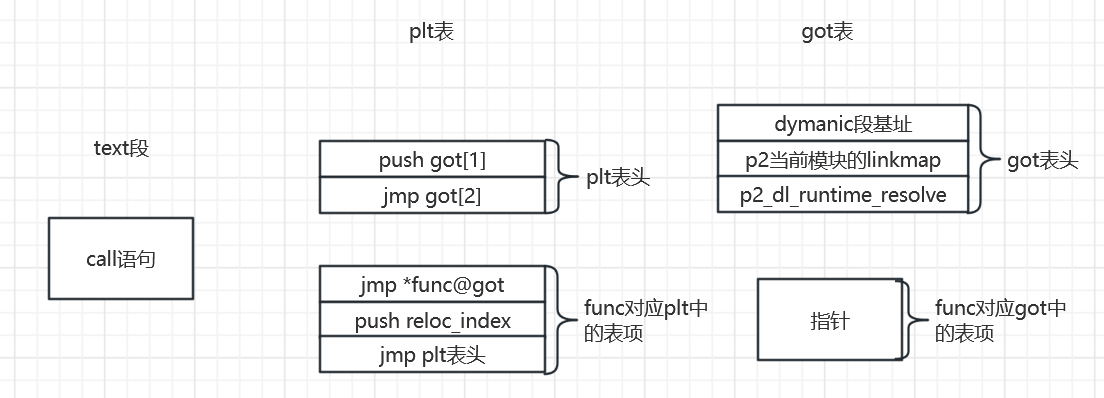 plt表
got表
text段
dymanic段基址
push got[1]
p2当前模块的linkmap
got表头
plt表头
jmp got[2]
p2_dl_runtime_resolve
call语句
jmp *func@got
push reloc_index
jmp plt表头
func对应plt中
的表项
指针
func对应got中
的表项